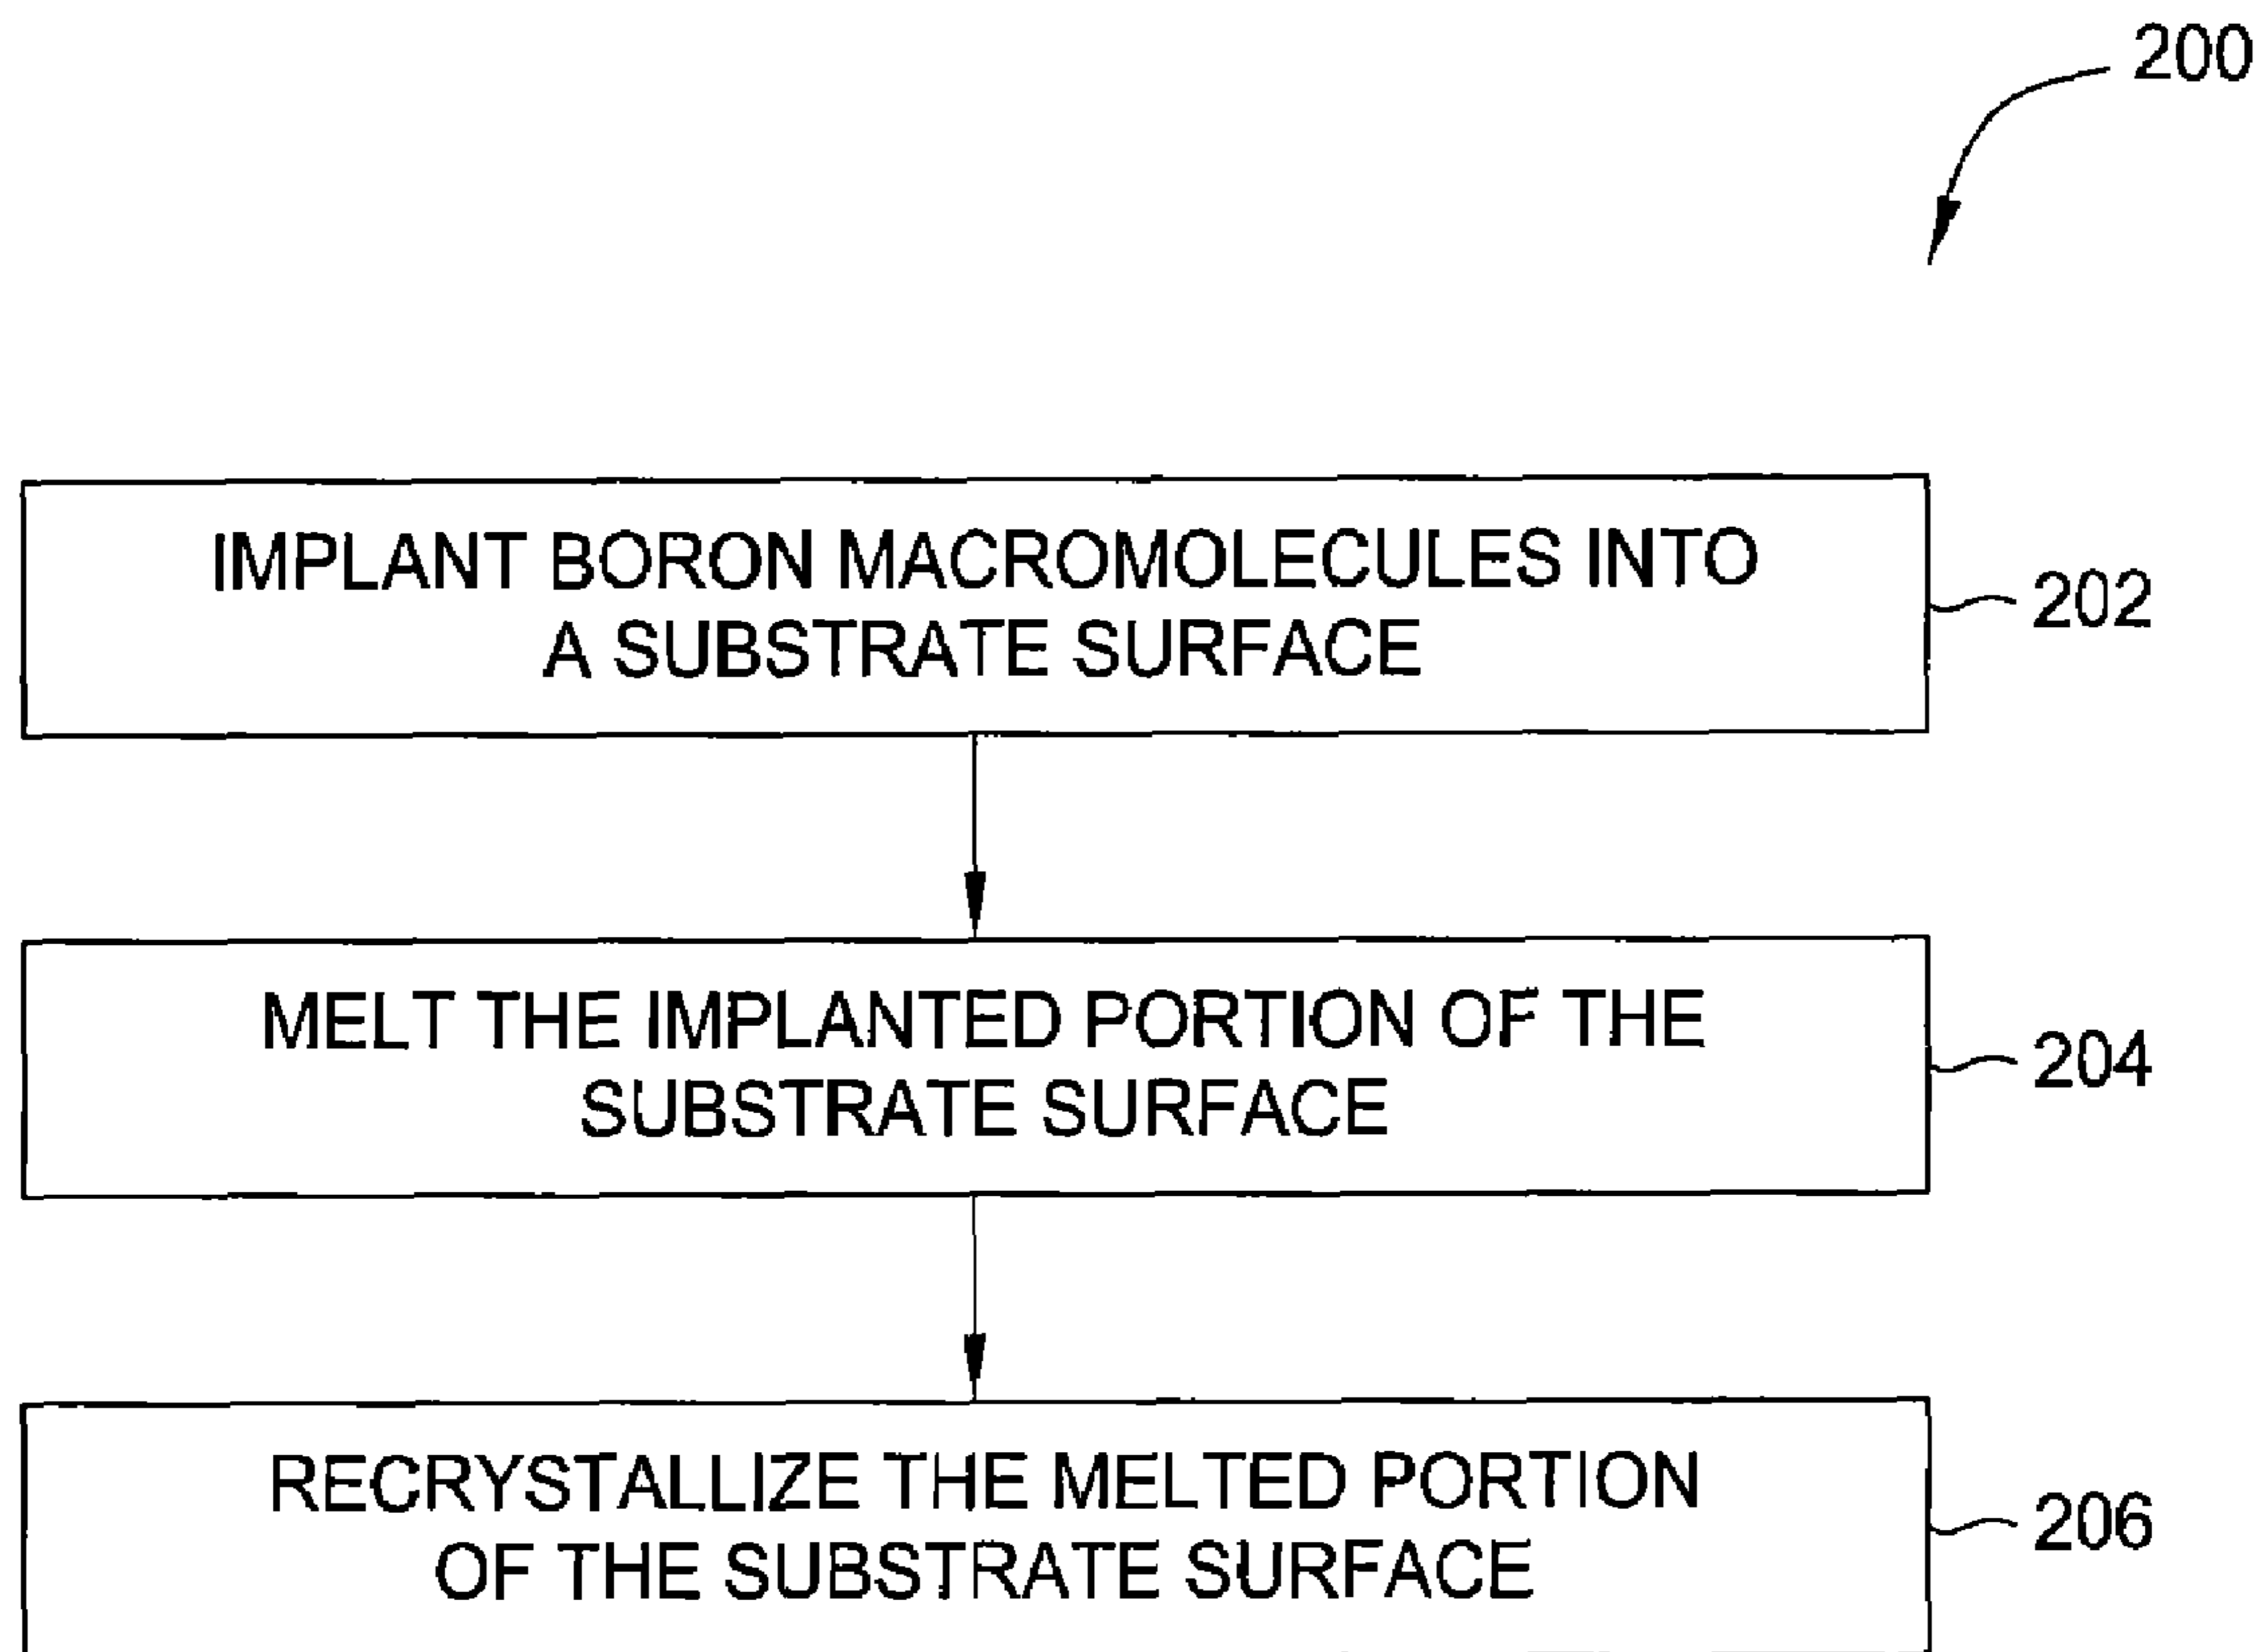 200
IMPLANT BORON MACROMOLECULES INTO
A SUBSTRATE SURFACE
202
MELT THE IMPLANTED PORTION OF THE
SUBSTRATE SURFACE
204
RECRYSTALLIZE THE MELTED PORTION
OF THE SUBSTRATE SURFACE
206